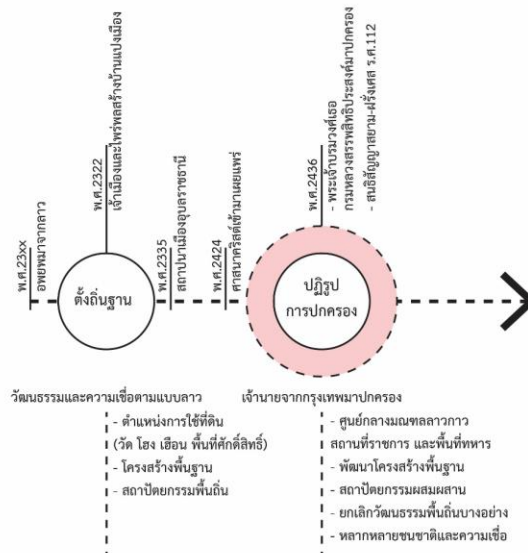 พ.ศ.23xx
อพยพมาจากลาว
พ.ศ.2322
เจ้าเมืองและไพร่พลสร้างบ้านแปงเมือง
ตั้งถิ่นฐาน
พ.ศ.2335
สถาปนาเมืองอุบลราชธานี
พ.ศ.2424
ศาสนาคริสต์เข้ามาเผยแพร่
พ.ศ.2436
- พระเจ้าบรมวงศ์เธอ
กรมหลวงสรรพสิทธิประสงค์มาปกครอง
- สนธิสัญญาสยาม-ฝรั่งเศส ร.ศ.112
ปฏิรูป
การปกครอง
วัฒนธรรมและความเชื่อตามแบบลาว
- ตำแหน่งการใช้ที่ดิน
(วัด โฮง เฮือน พื้นที่ศักดิ์สิทธิ์)
- โครงสร้างพื้นฐาน
- สถาปัตยกรรมพื้นถิ่น
เจ้านายจากกรุงเทพมาปกครอง
- ศูนย์กลางมณฑลลาวกาว
สถานที่ราชการ และพื้นที่ทหาร
- พัฒนาโครงสร้างพื้นฐาน
- สถาปัตยกรรมผสมผสาน
- ยกเลิกวัฒนธรรมพื้นถิ่นบางอย่าง
- หลากหลายชนชาติและความเชื่อ